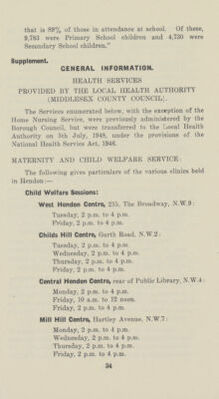 that is 89% of those in attendance at school. Of these,
9,783 were Primary School children and 4,730 were
Secondary School children."
Supplement.
GENERAL INFORMATION.
HEALTH SERVICES
PROVIDED BY THE LOCAL HEALTH AUTHORITY
(MIDDLESEX COUNTY COUNCIL).
The Services enumerated below, with the exception of the
Home Nursing Service, were previously administered by the
Borough Council, but were transferred to the Local Health
Authority on 5th July, 1948, under the provisions of the
National Health Service Act, 1946.
MATERNITY AND CHILD WELFARE SERVICE:
The following gives particulars of the various clinics held
in Hendon:—
Child Welfare Sessions:
West Hendon Centre, 215, The Broadway, N.W.9:
Tuesday, 2 p.m. to 4 p.m.
Friday, 2 p.m. to 4 p.m.
Childs Hill Centre, Garth Road, N.W.2:
Tuesday, 2 p.m. to 4 p.m.
Wednesday, 2 p.m. to 4 p.m.
Thursday, 2 p.m. to 4 p.m.
Friday, 2 p.m. to 4 p.m.
Central Hendon Centre, rear of Public Library, N.W.4:
Monday, 2 p.m. to 4 p.m.
Friday, 10 a.m. to 12 noon.
Friday, 2 p.m. to 4 p.m.
Mill Hill Centre, Hartley Avenue, N.W.7:
Monday, 2 p.m. to 4 p.m.
Wednesday, 2 p.m. to 4 p.m.
Thursday, 2 p.m. to 4 p.m.
Friday, 2 p.m. to 4 p.m.
34